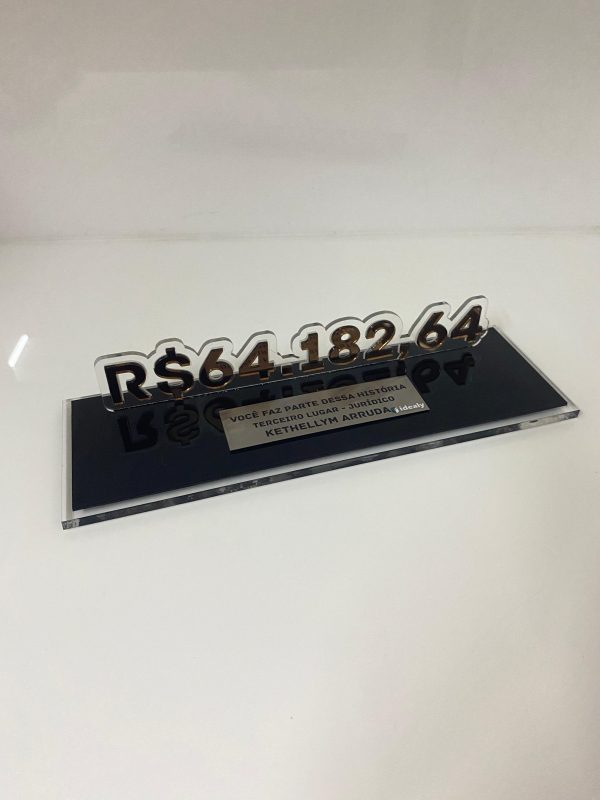 R$64.182,64
VOCÊ FAZ PARTE DESSA HISTÓRIA
TERCEIRO LUGAR - JURÍDICO
KETHELLYM ARRUDA
idealy